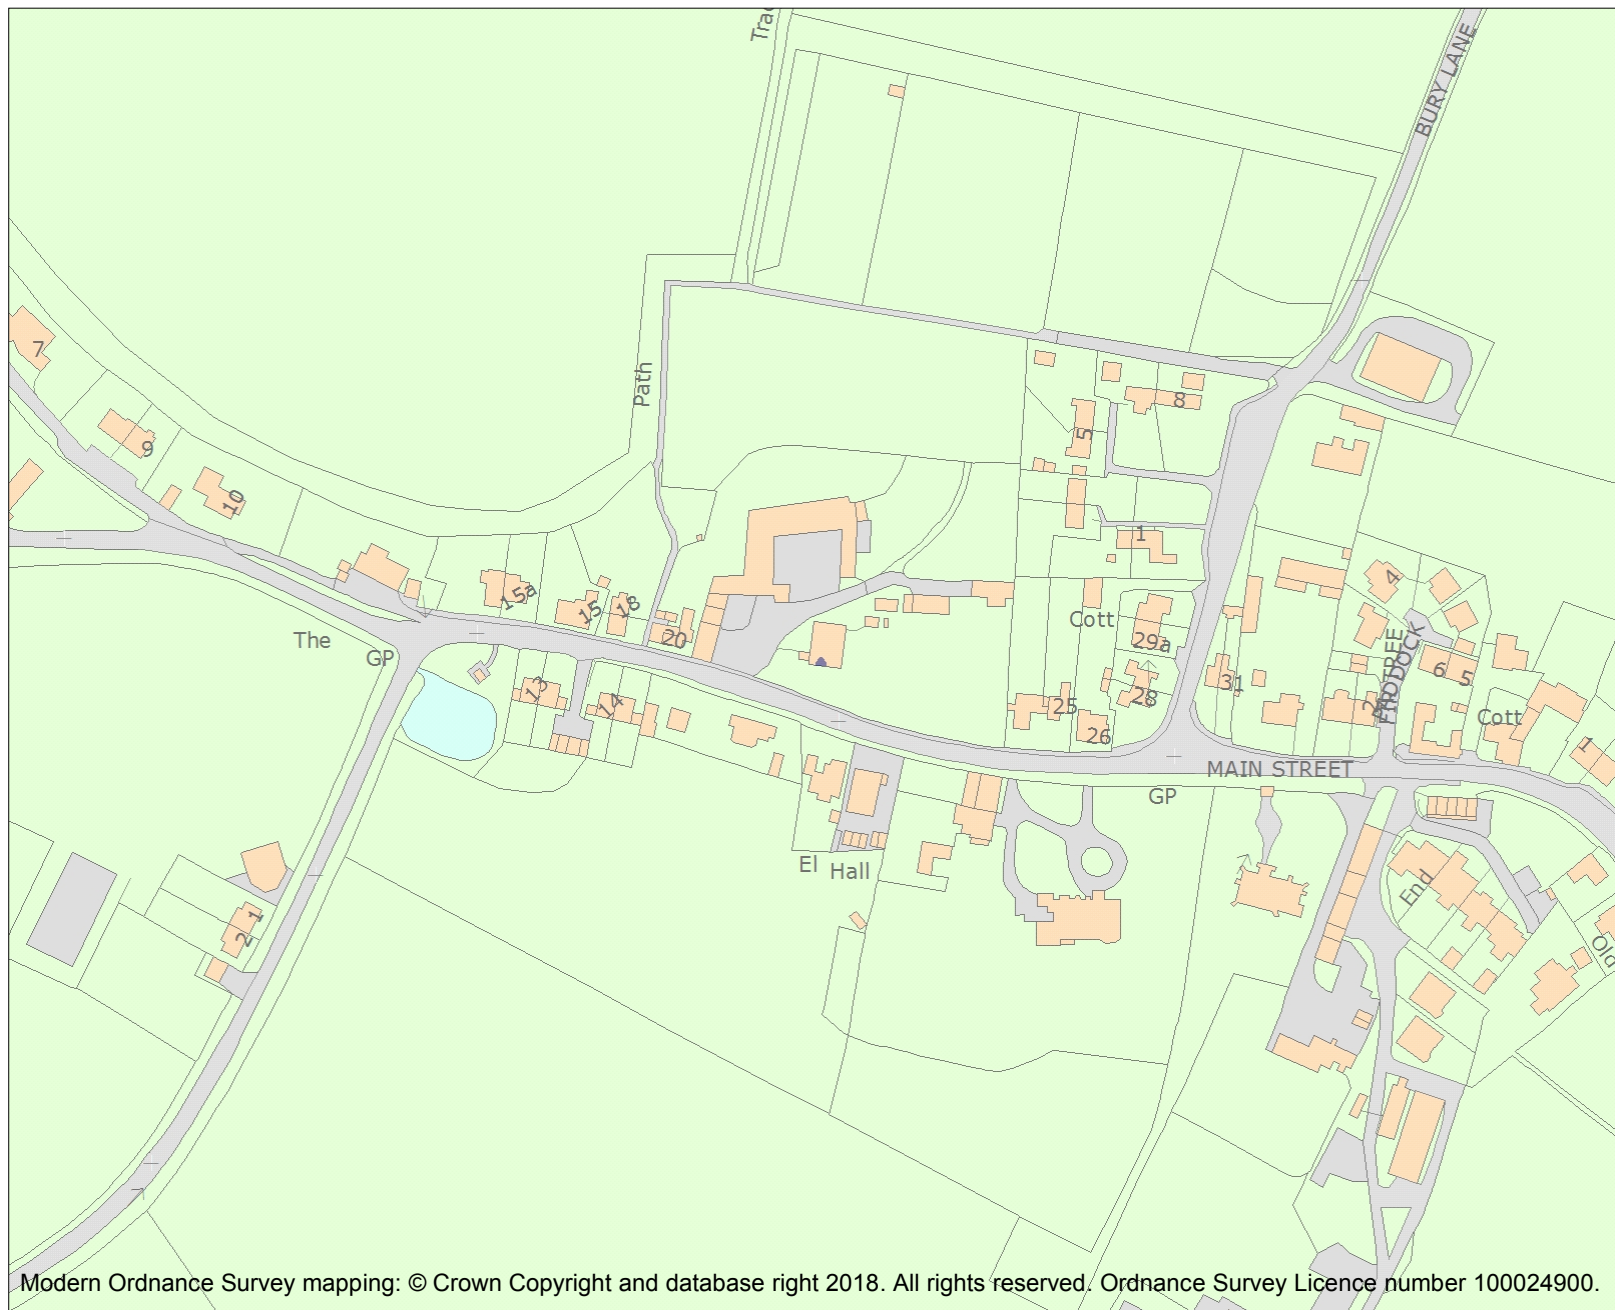 Trac
BURY LANE
Path
7
9
10
8
5
1
15a
15
18
20
The
GP
13
14
Cott
29a
28
25
26
31
4
6
5
Cott
1
MAIN STREET
GP
El
Hall
End
Old
1
2
Modern Ordnance Survey mapping: © Crown Copyright and database right 2018. All rights reserved. Ordnance Survey Licence number 100024900.